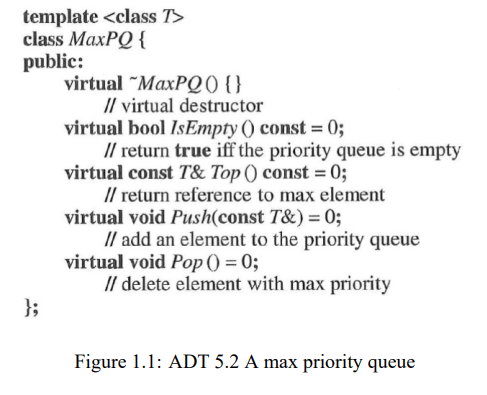 template <class T>
class MaxPQ {
public:
virtual ~MaxPQ() {}
// virtual destructor
virtual bool IsEmpty () const = 0;
// return true iff the priority queue is empty
virtual const T& Top () const = 0;
// return reference to max element
virtual void Push(const T&) = 0;
// add an element to the priority queue
virtual void Pop () = 0;
// delete element with max priority
};
Figure 1.1: ADT 5.2 A max priority queue